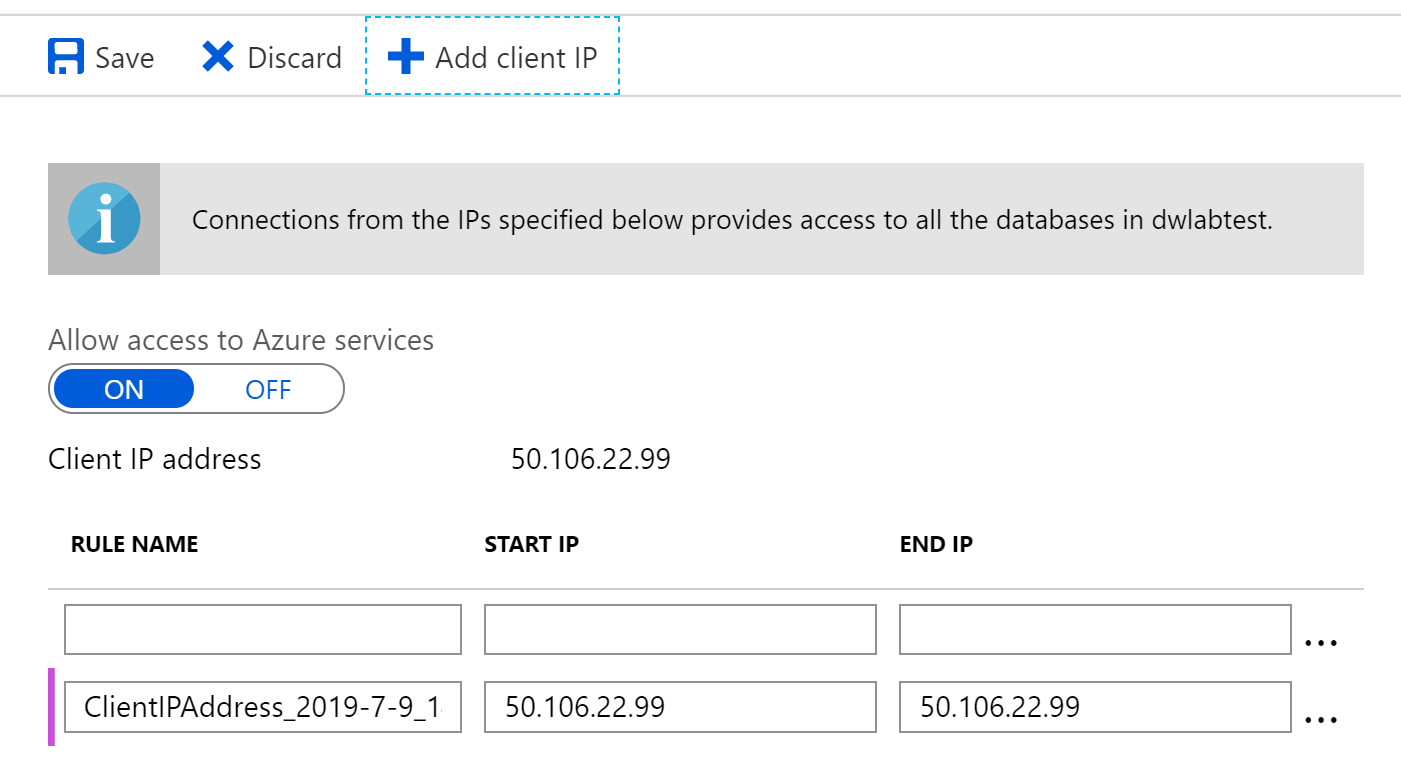 Save Discard Add client IP
Connections from the IPs specified below provides access to all the databases in dwlabtest.
Allow access to Azure services
ON OFF
Client IP address 50.106.22.99
RULE NAME START IP END IP
...
ClientIPAddress_2019-7-9_1 50.106.22.99 50.106.22.99 ...